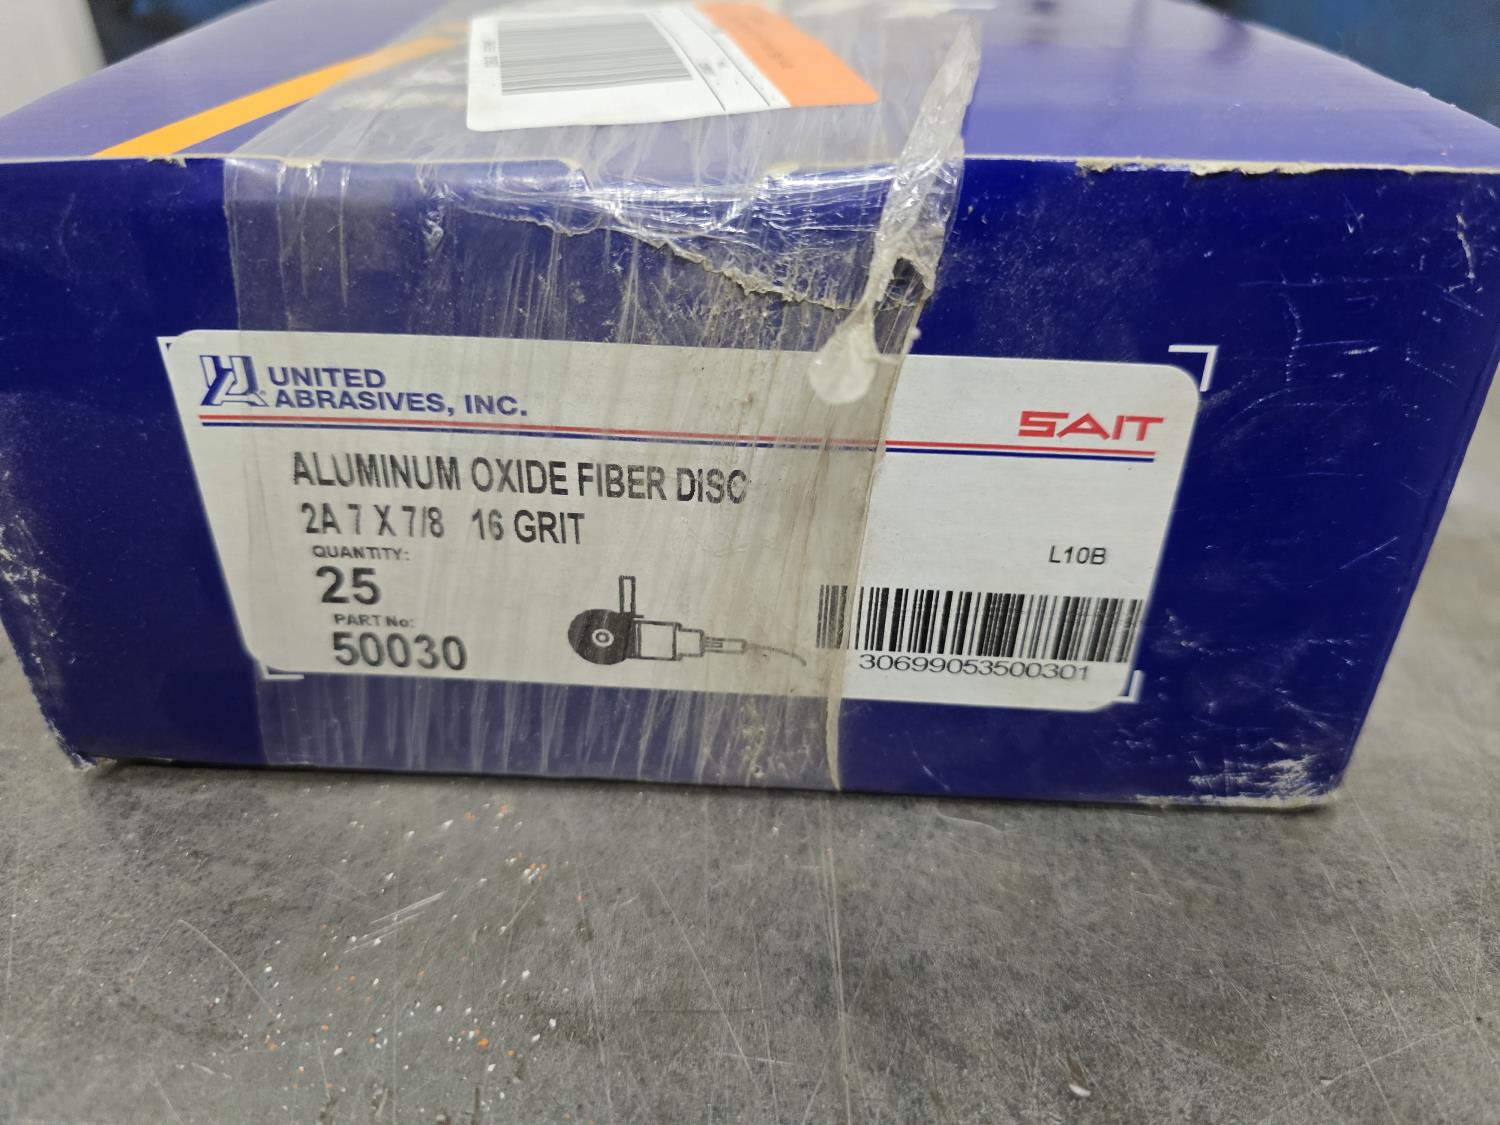 UNITED
ABRASIVES, INC.
SAIT
ALUMINUM OXIDE FIBER DISC
2A 7 X 7/8 16 GRIT
QUANTITY:
25
L10B
PART No:
50030
30699053500301